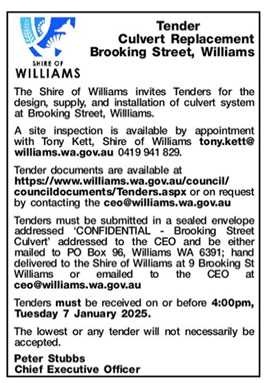 Tender
Culvert Replacement
Brooking Street, Williams
SHIRE OF
WILLIAMS
The Shire of Williams invites Tenders for the
design, supply, and installation of culvert system
at Brooking Street, Williams.
A site inspection is available by appointment
with Tony Kett, Shire of Williams tony.kett@
williams.wa.gov.au 0419 941 829.
Tender documents are available at
https://www.williams.wa.gov.au/council/
councildocuments/Tenders.aspx or on request
by contacting the ceo@williams.wa.gov.au
Tenders must be submitted in a sealed envelope
addressed ‘CONFIDENTIAL - Brooking Street
Culvert’ addressed to the CEO and be either
mailed to PO Box 96, Williams WA 6391; hand
delivered to the Shire of Williams at 9 Brooking St
Williams or emailed to the CEO at
ceo@williams.wa.gov.au
Tenders must be received on or before 4:00pm,
Tuesday 7 January 2025.
The lowest or any tender will not necessarily be
accepted.
Peter Stubbs
Chief Executive Officer